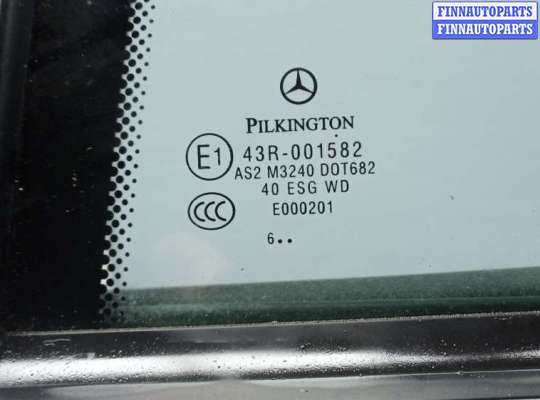 FINNAUTOPARTS
FINNAUTOPARTS
PILKINGTON
E1 43R-001582
AS2 M3240 DOT682
40 ESG WD
CCC E000201
6..